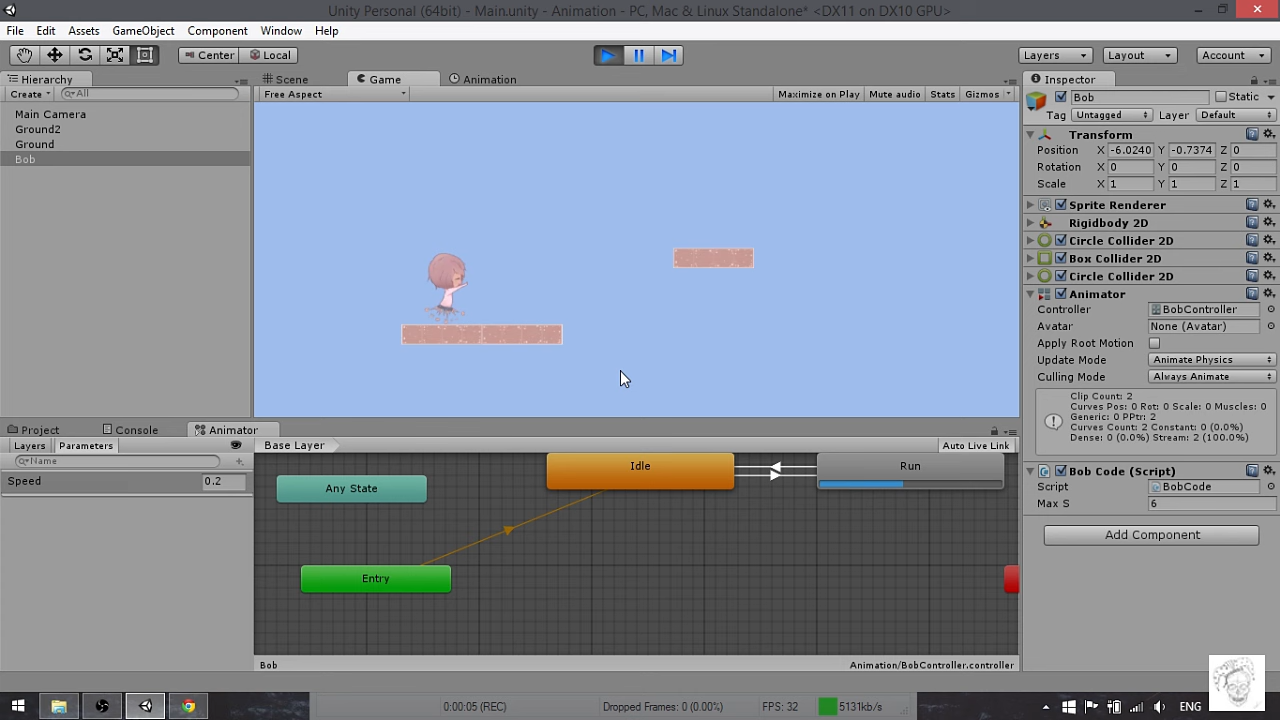 Unity Personal (64bit) - Main.unity - Animation - PC, Mac & Linux Standalone* <DX11 on DX10 GPU>
File Edit Assets GameObject Component Window Help
Center Local Layers Layout Account
Hierarchy Scene Game Animation Inspector
Create All Free Aspect Maximize on Play Mute audio Stats Gizmos
Bob Static
Tag Untagged Layer Default
Main Camera
Ground2
Ground
Bob
Transform
Position X -6.0240 Y -0.7374 Z 0
Rotation X 0 Y 0 Z 0
Scale X 1 Y 1 Z 1
Sprite Renderer
Rigidbody 2D
Circle Collider 2D
Box Collider 2D
Circle Collider 2D
Animator
Controller BobController
Avatar None (Avatar)
Apply Root Motion
Update Mode Animate Physics
Culling Mode Always Animate
Clip Count: 2
Curves Pos: 0 Rot: 0 Scale: 0 Muscles: 0
Generic: 0 PPtr: 2
Curves Count: 2 Constant: 0 (0.0%)
Dense: 0 (0.0%) Stream: 2 (100.0%)
Bob Code (Script)
Script BobCode
Max S 6
Add Component
Project Console Animator
Layers Parameters Base Layer Auto Live Link
Name
Speed 0.2
Any State
Idle
Run
Entry
Bob Animation/BobController.controller
0:00:05 (REC) Dropped Frames: 0 (0.00%) FPS: 32 5131kb/s ENG